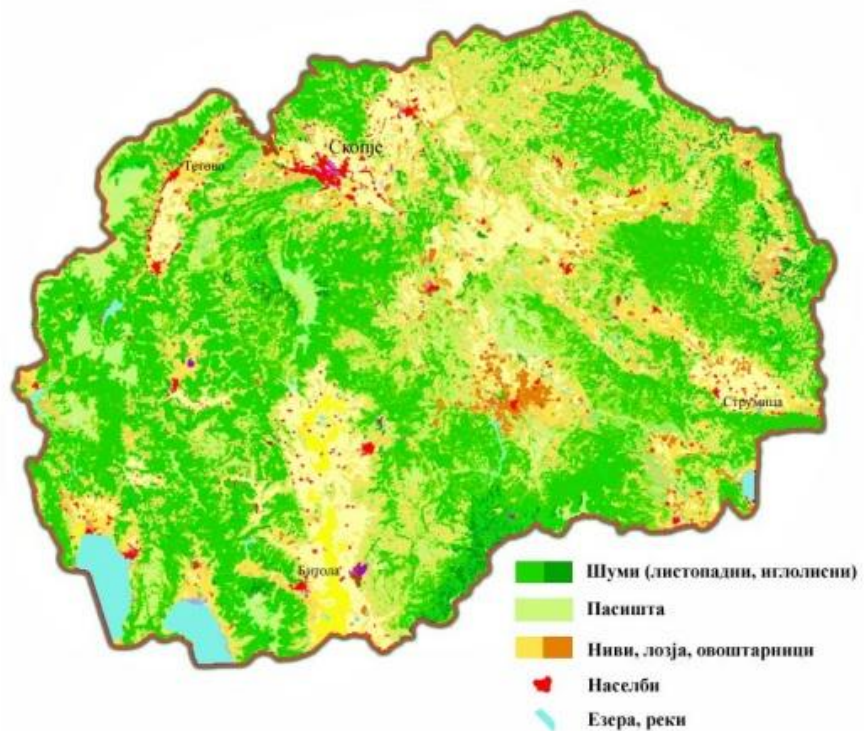 Скопје
Тетово
Струмица
Битола
Шуми (листопадни, иглолисни)
Пасишта
Ниви, лозја, овоштарници
Населби
Езера, реки